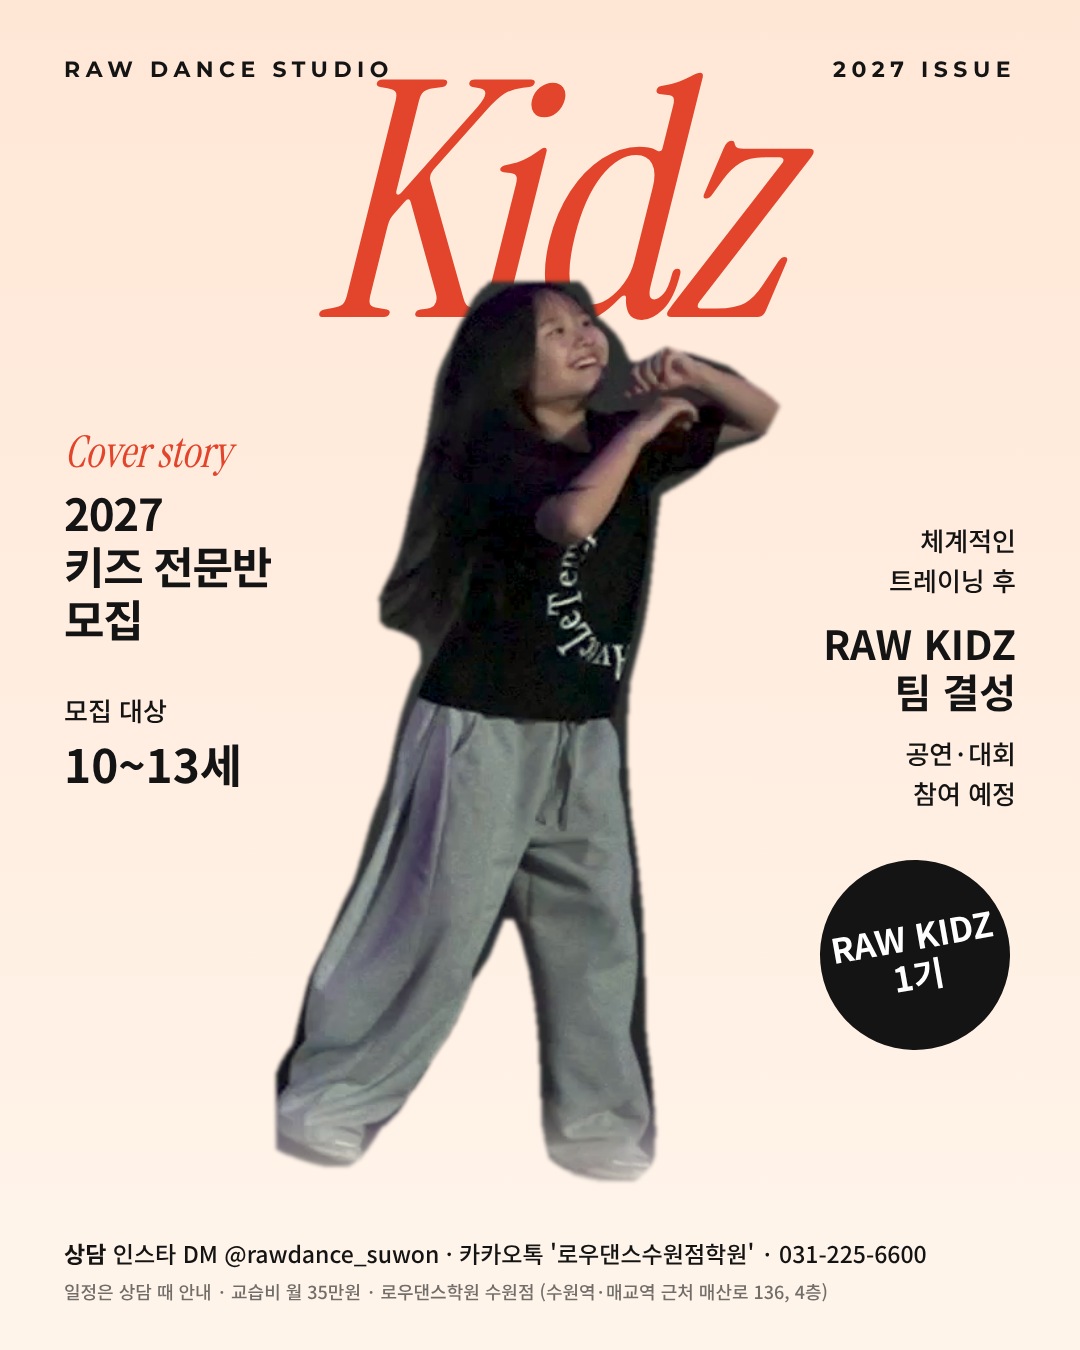 RAW DANCE STUDIO
2027 ISSUE
Kidz
Cover story
2027
키즈 전문반
모집
모집 대상
10~13세
체계적인
트레이닝 후
RAW KIDZ
팀 결성
공연·대회
참여 예정
RAW KIDZ
1기
상담 인스타 DM @rawdance_suwon · 카카오톡 '로우댄스수원점학원' · 031-225-6600
일정은 상담 때 안내 · 교습비 월 35만원 · 로우댄스학원 수원점 (수원역·매교역 근처 매산로 136, 4층)